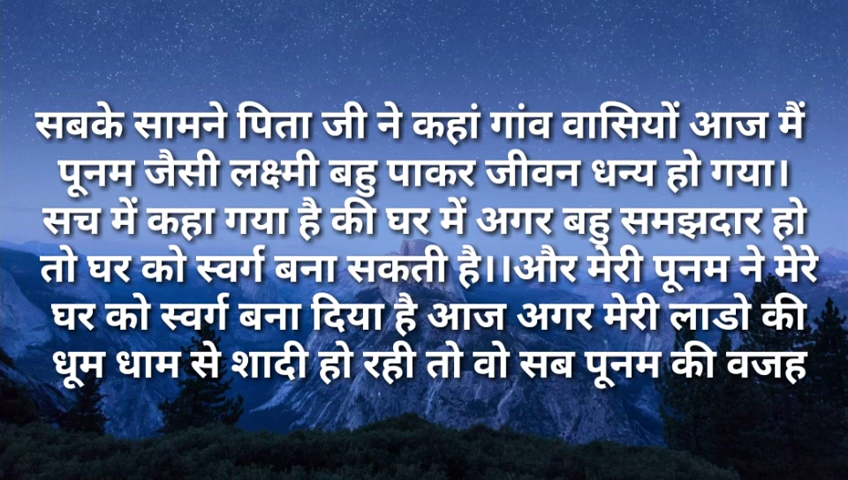 सबके सामने पिता जी ने कहां गांव वासियों आज मैं
पूनम जैसी लक्ष्मी बहु पाकर जीवन धन्य हो गया।
सच में कहा गया है की घर में अगर बहु समझदार हो
तो घर को स्वर्ग बना सकती है।।और मेरी पूनम ने मेरे
घर को स्वर्ग बना दिया है आज अगर मेरी लाडो की
धूम धाम से शादी हो रही तो वो सब पूनम की वजह